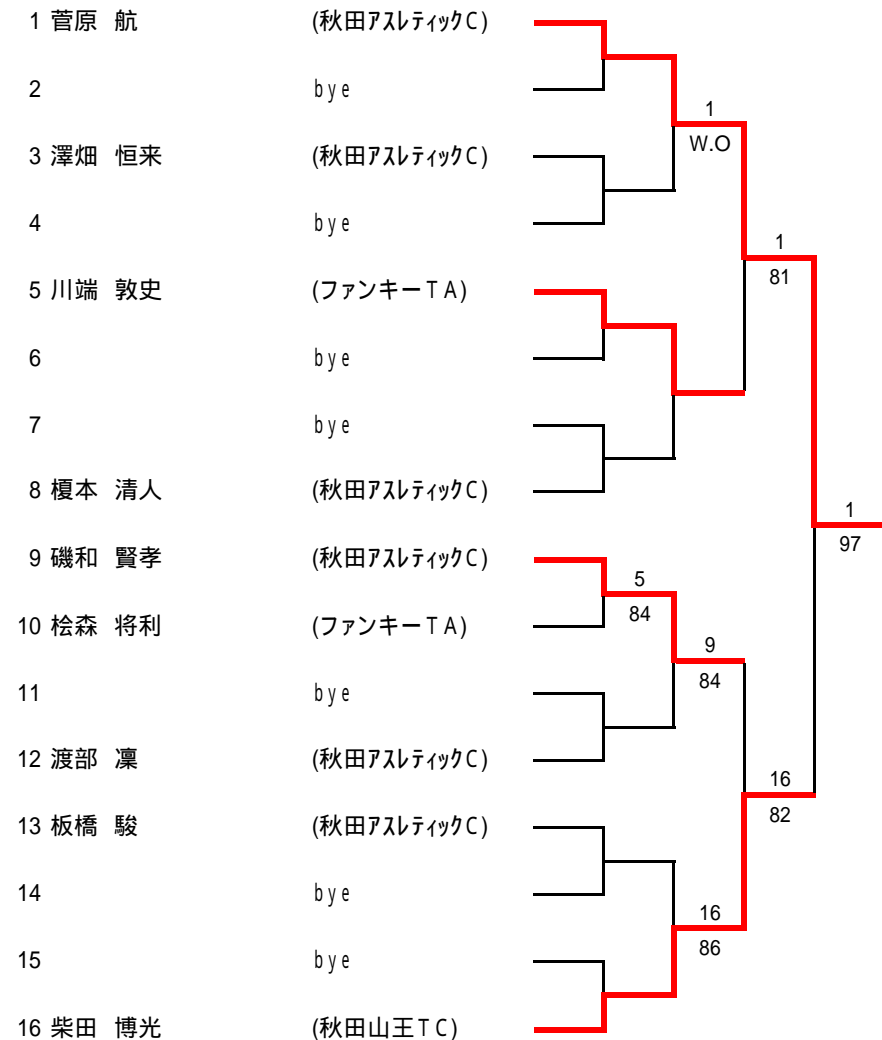 1 菅原 航 (秋田ｱｽﾚﾃｨｯｸC)
2 bye
1
W.O
3 澤畑 恒来 (秋田ｱｽﾚﾃｨｯｸC)
4 bye
1
81
5 川端 敦史 (ファンキーTA)
6 bye
7 bye
8 榎本 清人 (秋田ｱｽﾚﾃｨｯｸC)
1
97
9 磯和 賢孝 (秋田ｱｽﾚﾃｨｯｸC)
5
84
10 桧森 将利 (ファンキーTA)
9
84
11 bye
12 渡部 凜 (秋田ｱｽﾚﾃｨｯｸC)
16
82
13 板橋 駿 (秋田ｱｽﾚﾃｨｯｸC)
14 bye
16
86
15 bye
16 柴田 博光 (秋田山王TC)